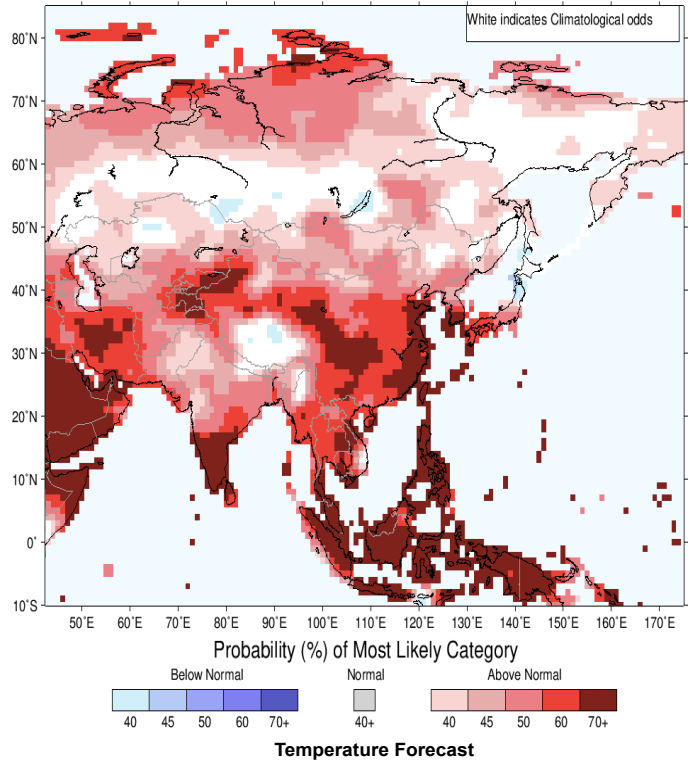 White indicates Climatological odds
80˚N
70˚N
60˚N
50˚N
40˚N
30˚N
20˚N
10˚N
0˚
10˚S
50˚E 60˚E 70˚E 80˚E 90˚E 100˚E 110˚E 120˚E 130˚E 140˚E 150˚E 160˚E 170˚E
Probability (%) of Most Likely Category
Below Normal Normal Above Normal
40 45 50 60 70+ 40+ 40 45 50 60 70+
Temperature Forecast